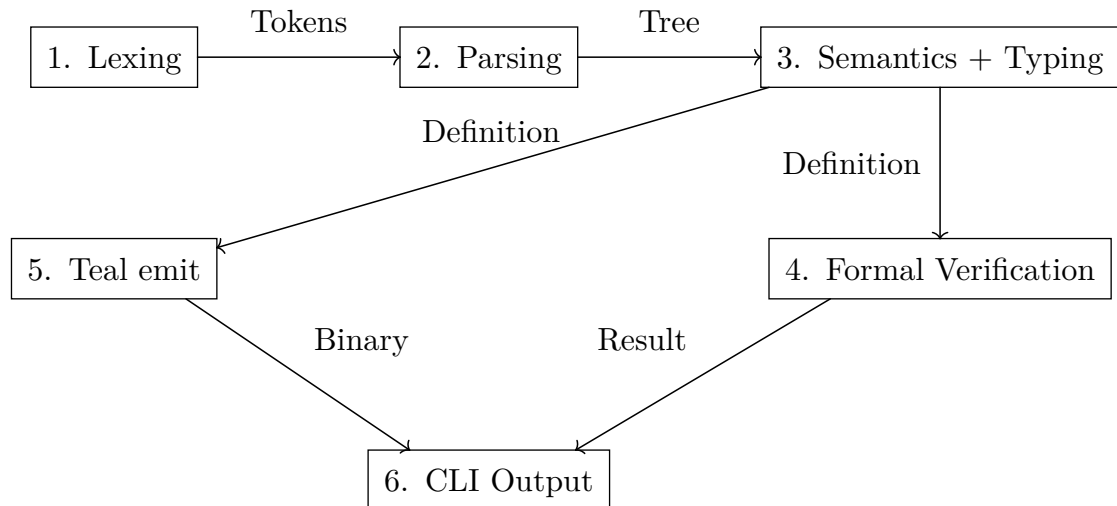 Tokens
Tree
1. Lexing
2. Parsing
3. Semantics + Typing
Definition
Definition
5. Teal emit
4. Formal Verification
Binary
Result
6. CLI Output